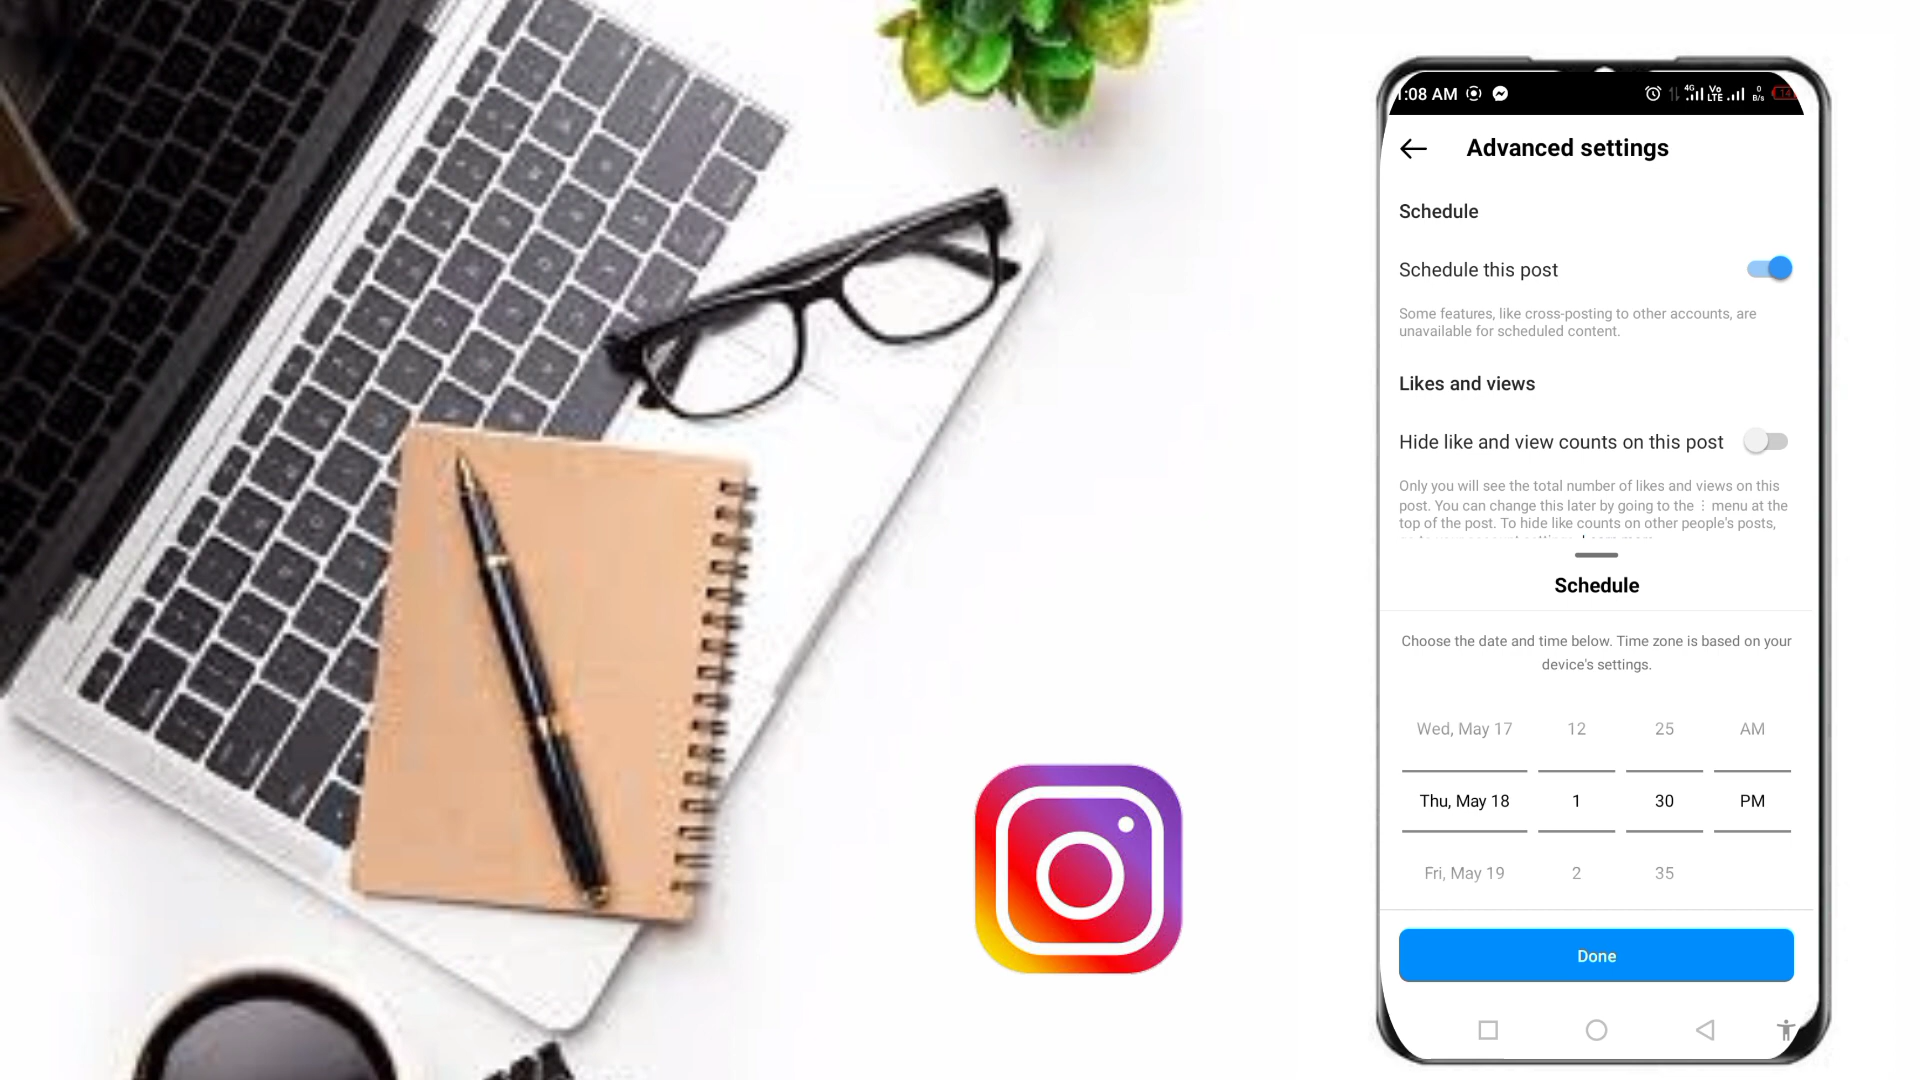 :08 AM
4G Vo LTE 0 B/s 14
Advanced settings
Schedule
Schedule this post
Some features, like cross-posting to other accounts, are
unavailable for scheduled content.
Likes and views
Hide like and view counts on this post
Only you will see the total number of likes and views on this
post. You can change this later by going to the ⋮ menu at the
top of the post. To hide like counts on other people's posts,
Schedule
Choose the date and time below. Time zone is based on your
device's settings.
Wed, May 17 12 25 AM
Thu, May 18 1 30 PM
Fri, May 19 2 35
Done